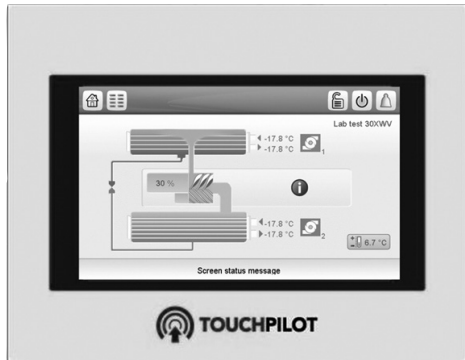 Lab test 30XWV
-17.8 °C
-17.8 °C
1
30 %
i
-17.8 °C
-17.8 °C
2
6.7 °C
Screen status message
TOUCHPILOT